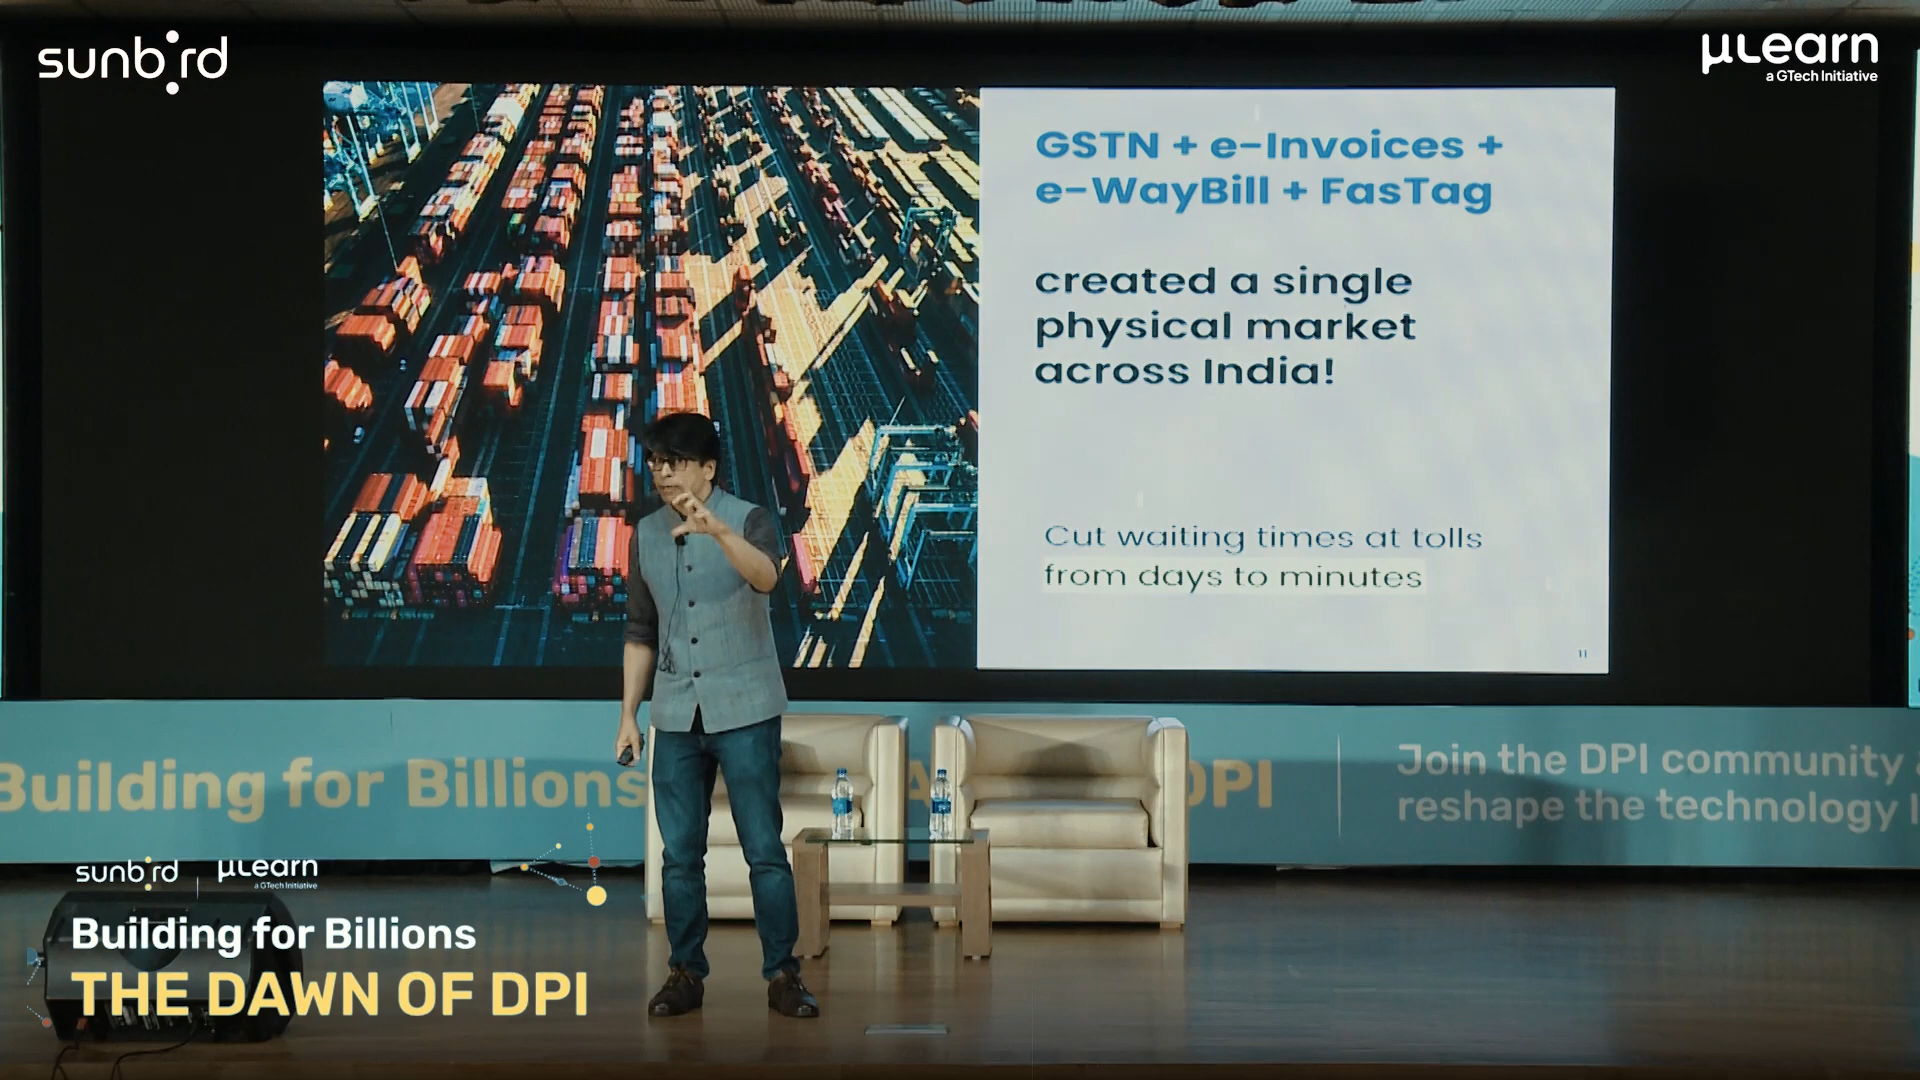 sunbird
µLearn
a GTech Initiative
GSTN + e-Invoices +
e-WayBill + FasTag
created a single
physical market
across India!
Cut waiting times at tolls
from days to minutes
11
Building for Billions
DPI
Join the DPI community
reshape the technology
sunbird
µLearn
a GTech Initiative
Building for Billions
THE DAWN OF DPI